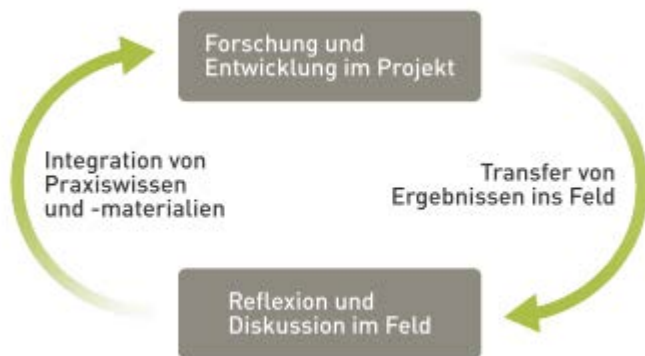 Forschung und
Entwicklung im Projekt
Integration von
Praxiswissen
und -materialien
Transfer von
Ergebnissen ins Feld
Reflexion und
Diskussion im Feld